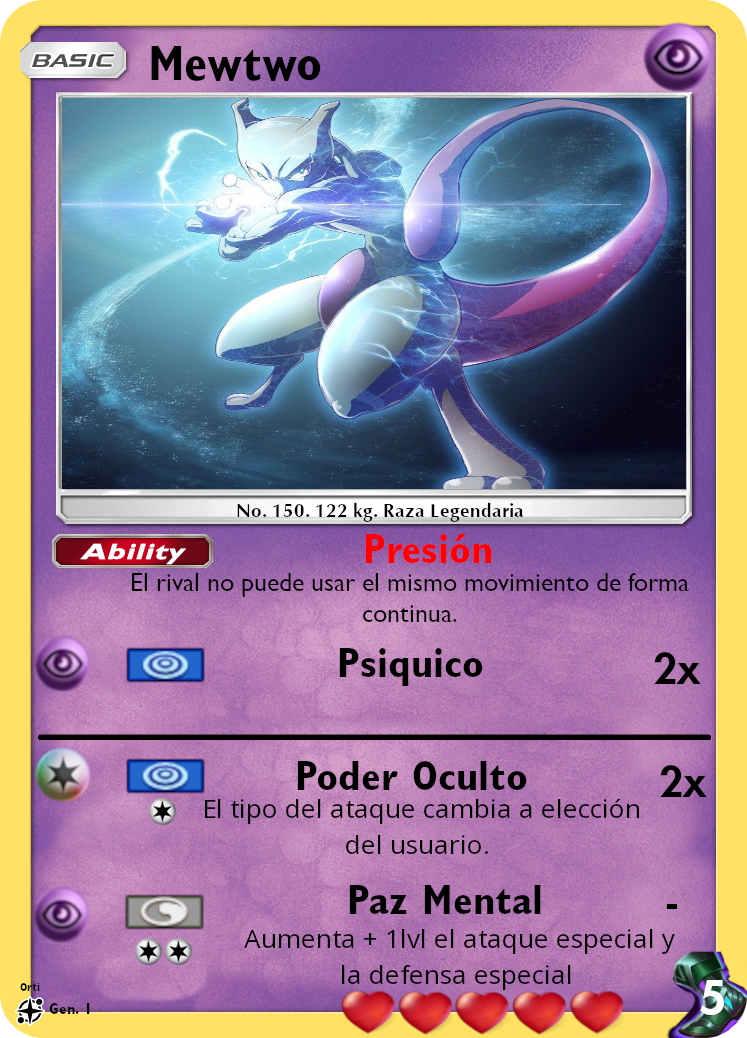 BASIC Mewtwo
No. 150. 122 kg. Raza Legendaria
Ability Presión
El rival no puede usar el mismo movimiento de forma
continua.
Psiquico 2x
Poder Oculto 2x
El tipo del ataque cambia a elección
del usuario.
Paz Mental -
Aumenta + 1lvl el ataque especial y
la defensa especial
Orti
Gen. I
5